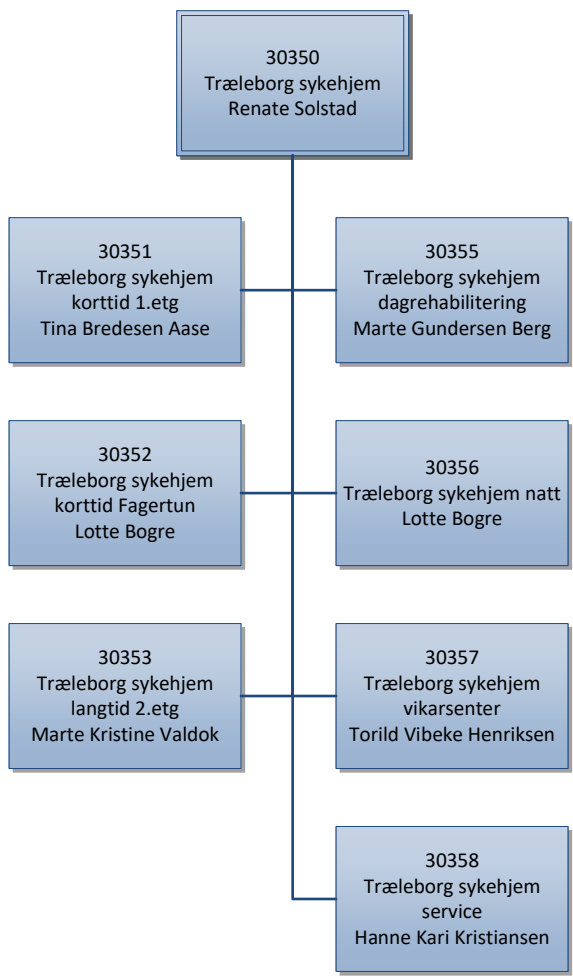 30350
Træleborg sykehjem
Renate Solstad
30351
Træleborg sykehjem
korttid 1.etg
Tina Bredesen Aase
30355
Træleborg sykehjem
dagrehabilitering
Marte Gundersen Berg
30352
Træleborg sykehjem
korttid Fagertun
Lotte Bogre
30356
Træleborg sykehjem natt
Lotte Bogre
30353
Træleborg sykehjem
langtid 2.etg
Marte Kristine Valdok
30357
Træleborg sykehjem
vikarsenter
Torild Vibeke Henriksen
30358
Træleborg sykehjem
service
Hanne Kari Kristiansen